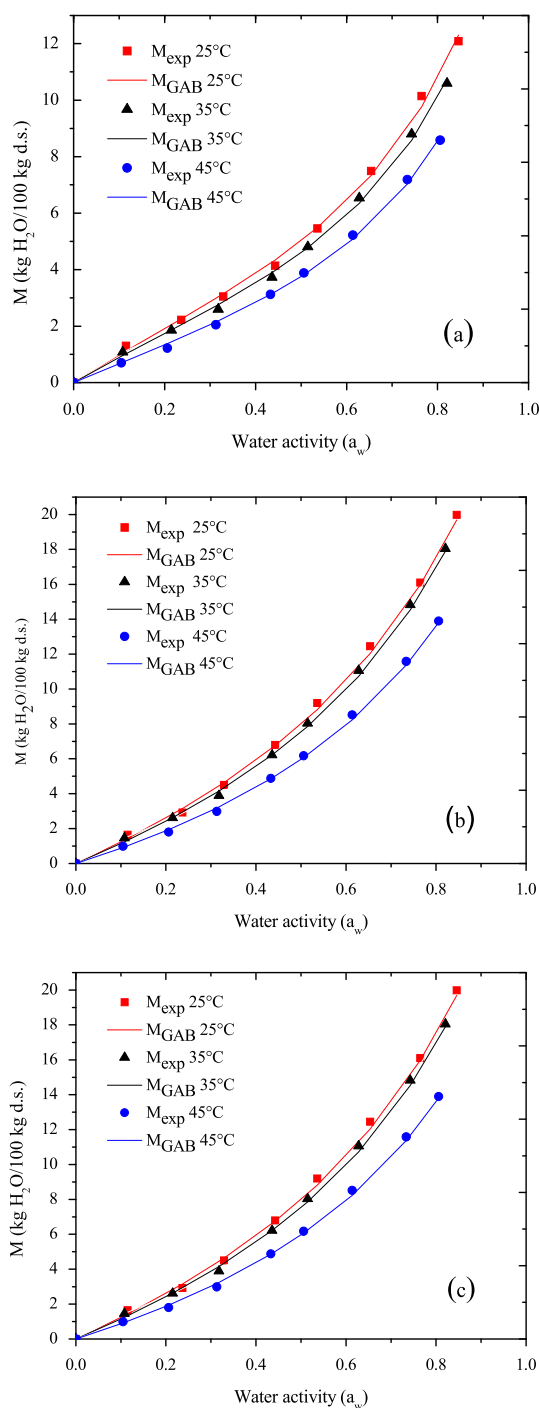 12
10
8
6
4
2
0
M (kg H2O/100 kg d.s.)
Mexp 25°C
MGAB 25°C
Mexp 35°C
MGAB 35°C
Mexp 45°C
MGAB 45°C
(a)
0.0 0.2 0.4 0.6 0.8 1.0
Water activity (aw)
20
18
16
14
12
10
8
6
4
2
0
M (kg H2O/100 kg d.s.)
Mexp 25°C
MGAB 25°C
Mexp 35°C
MGAB 35°C
Mexp 45°C
MGAB 45°C
(b)
0.0 0.2 0.4 0.6 0.8 1.0
Water activity (aw)
20
18
16
14
12
10
8
6
4
2
0
M (kg H2O/100 kg d.s.)
Mexp 25°C
MGAB 25°C
Mexp 35°C
MGAB 35°C
Mexp 45°C
MGAB 45°C
(c)
0.0 0.2 0.4 0.6 0.8 1.0
Water activity (aw)